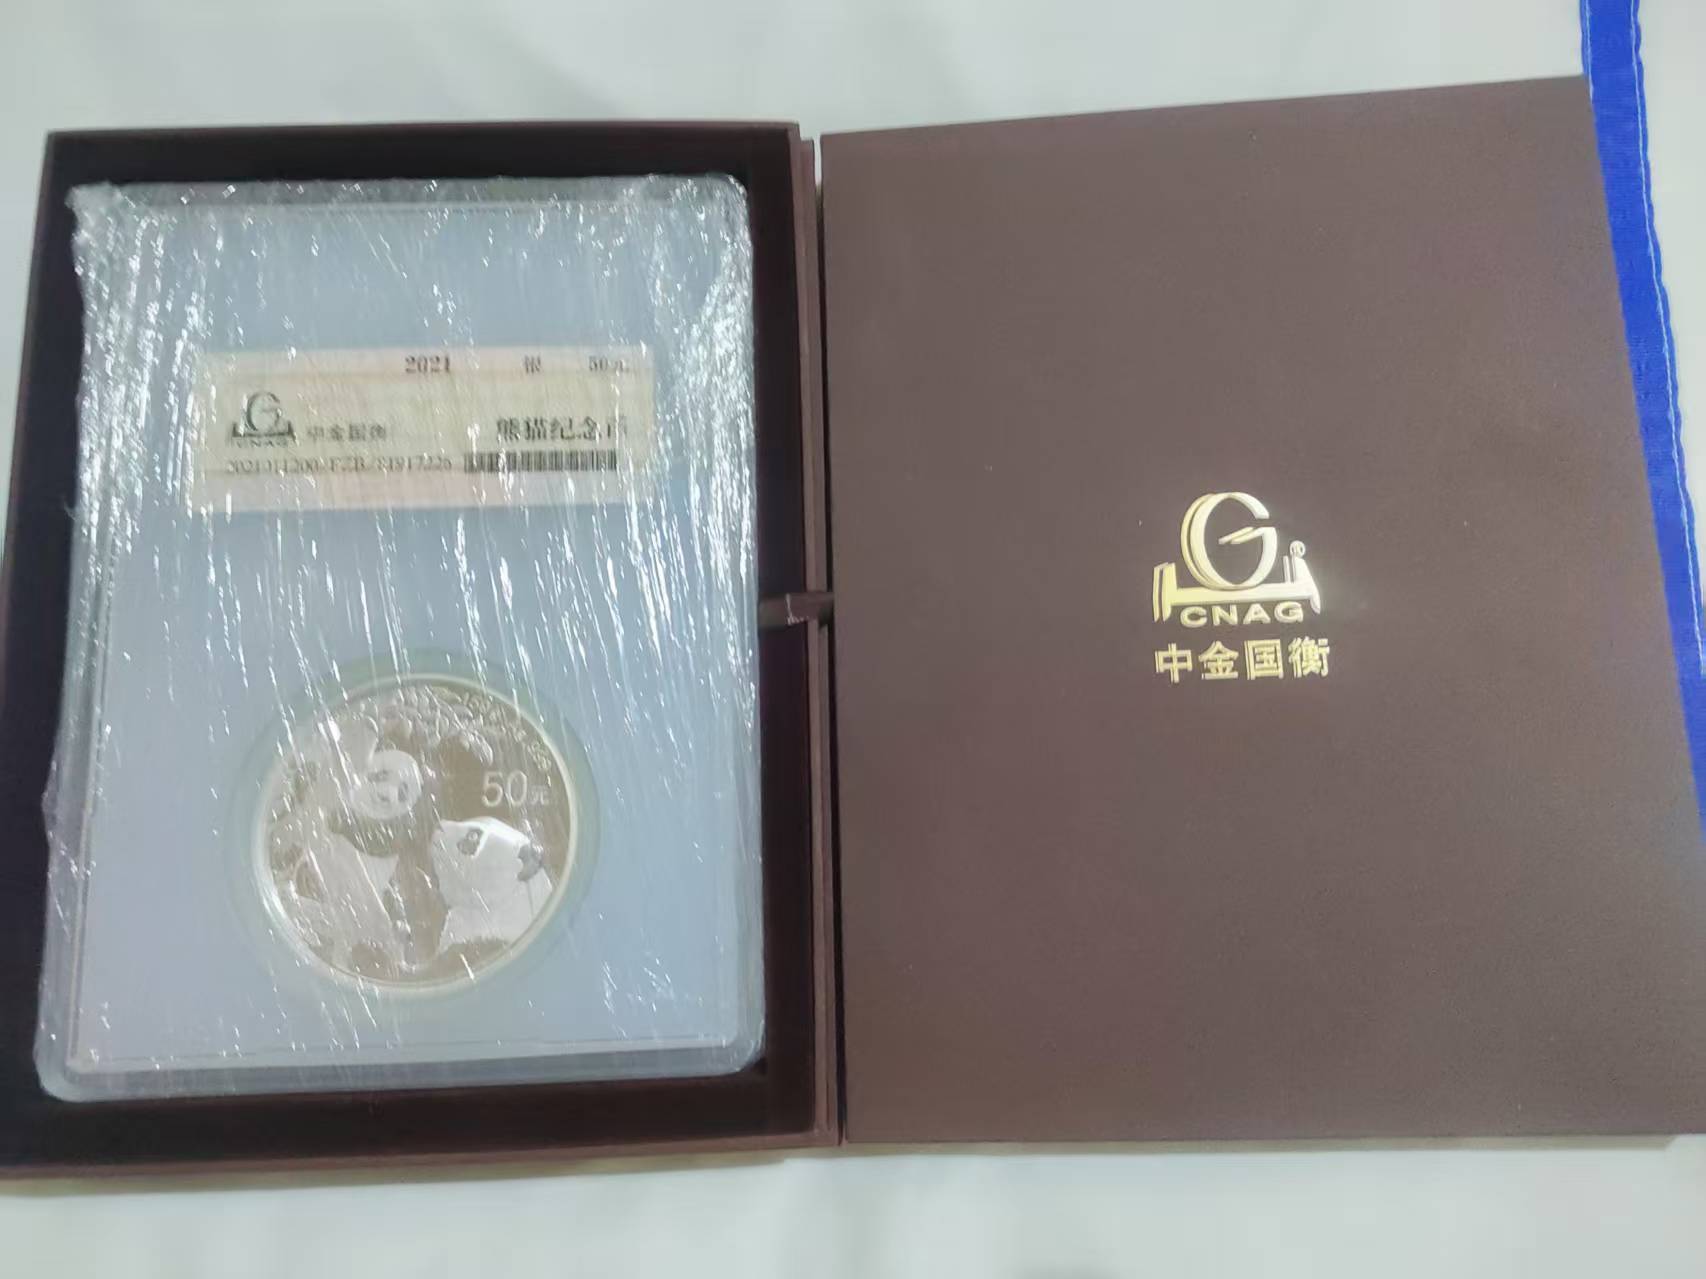 2021 银 50元
CNAG 中金国衡 熊猫纪念币
50元
CNAG®
中金国衡